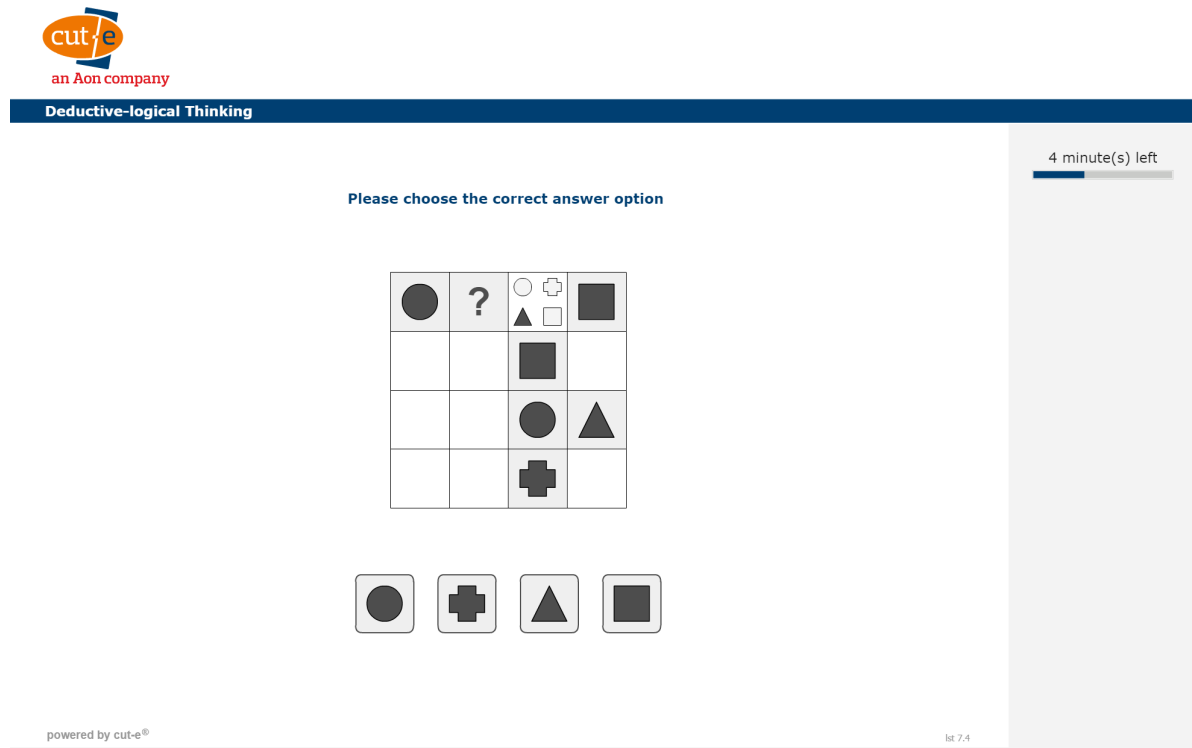 cut-e
an Aon company
Deductive-logical Thinking
4 minute(s) left
Please choose the correct answer option
?
powered by cut-e®
lst 7.4